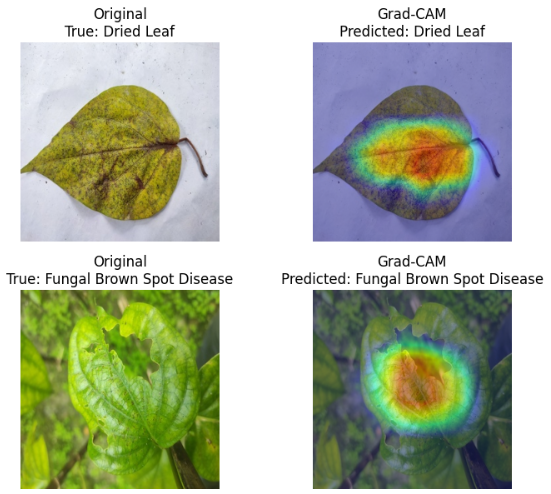 Original
True: Dried Leaf
Grad-CAM
Predicted: Dried Leaf
Original
True: Fungal Brown Spot Disease
Grad-CAM
Predicted: Fungal Brown Spot Disease